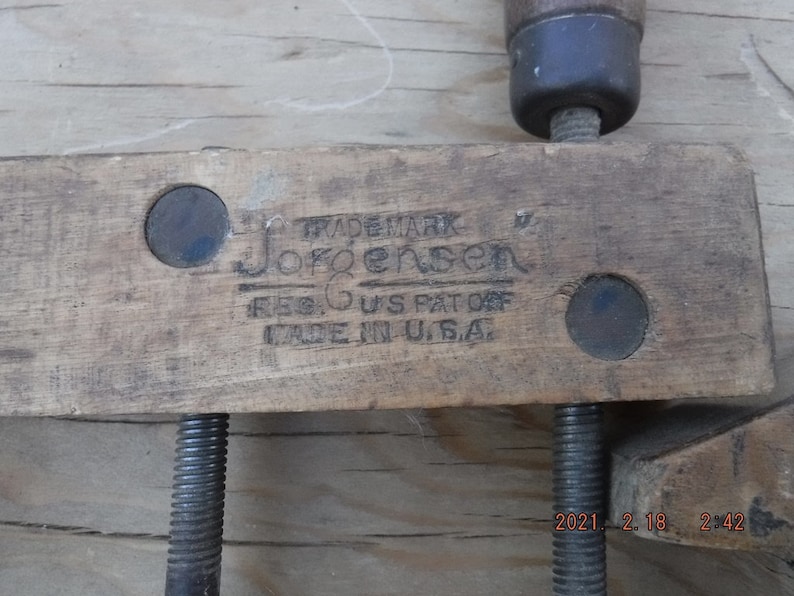 TRADE MARK
"Jorgensen"
REG. U.S. PAT. OFF.
MADE IN U.S.A.
2021. 2.18 2:42